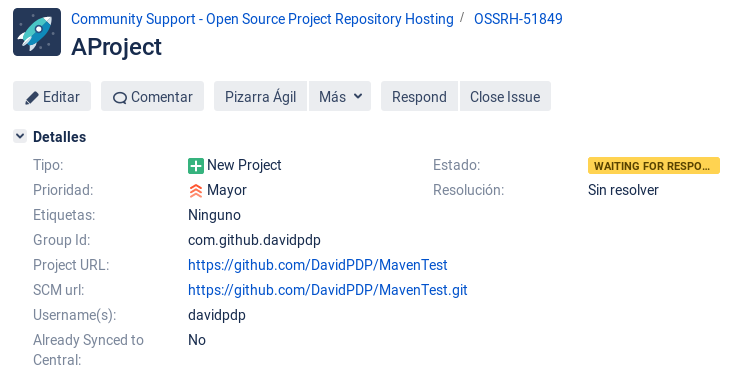 Community Support - Open Source Project Repository Hosting / OSSRH-51849
AProject
Editar Comentar Pizarra Ágil Más Respond Close Issue
Detalles
Tipo: New Project Estado: WAITING FOR RESPO...
Prioridad: Mayor Resolución: Sin resolver
Etiquetas: Ninguno
Group Id: com.github.davidpdp
Project URL: https://github.com/DavidPDP/MavenTest
SCM url: https://github.com/DavidPDP/MavenTest.git
Username(s): davidpdp
Already Synced to No
Central: